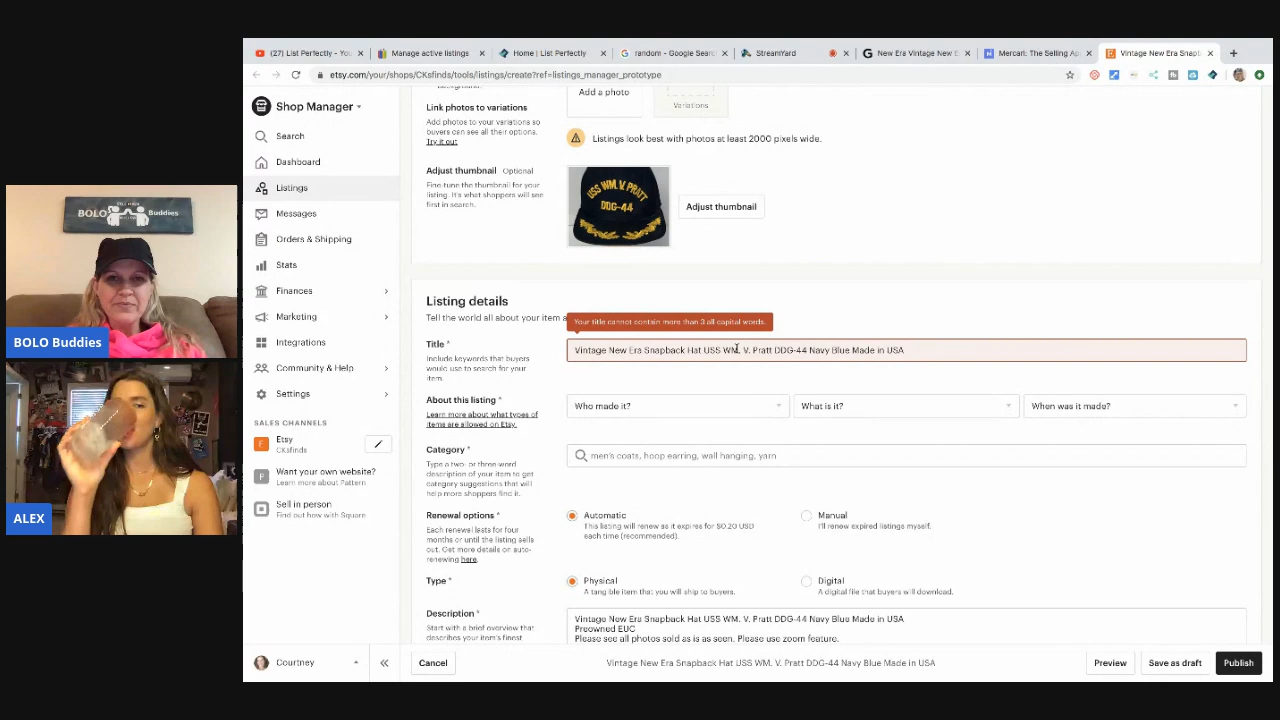 (27) List Perfectly - Yo
Manage active listings
Home | List Perfectly
random - Google Searc
StreamYard
New Era Vintage New E
Mercari: The Selling Ap
Vintage New Era Snapb
etsy.com/your/shops/CKsfinds/tools/listings/create?ref=listings_manager_prototype
Shop Manager
Search
Dashboard
Listings
Messages
Orders & Shipping
Stats
Finances
Marketing
Integrations
Community & Help
Settings
SALES CHANNELS
E
Etsy
CKsfinds
P
Want your own website?
Learn more about Pattern
Sell in person
Find out how with Square
Courtney
background.
Add a photo
Variations
Link photos to variations
Add photos to your variations so
buyers can see all their options.
Try it out
Listings look best with photos at least 2000 pixels wide.
Adjust thumbnail Optional
Fine-tune the thumbnail for your
listing. It's what shoppers will see
first in search.
USS WM. V. PRATT
DDG-44
Adjust thumbnail
Listing details
Tell the world all about your item a
Your title cannot contain more than 3 all capital words.
Title *
Include keywords that buyers
would use to search for your
item.
Vintage New Era Snapback Hat USS WM. V. Pratt DDG-44 Navy Blue Made in USA
About this listing *
Learn more about what types of
items are allowed on Etsy.
Who made it?
What is it?
When was it made?
Category *
Type a two- or three-word
description of your item to get
category suggestions that will
help more shoppers find it.
men's coats, hoop earring, wall hanging, yarn
Renewal options *
Each renewal lasts for four
months or until the listing sells
out. Get more details on auto-
renewing here.
Automatic
This listing will renew as it expires for $0.20 USD
each time (recommended).
Manual
I'll renew expired listings myself.
Type *
Physical
A tangible item that you will ship to buyers.
Digital
A digital file that buyers will download.
Description *
Start with a brief overview that
describes your item's finest
Vintage New Era Snapback Hat USS WM. V. Pratt DDG-44 Navy Blue Made in USA
Preowned EUC
Please see all photos sold as is as seen. Please use zoom feature.
Cancel
Vintage New Era Snapback Hat USS WM. V. Pratt DDG-44 Navy Blue Made in USA
Preview
Save as draft
Publish
BOLO
Buddies
BOLO Buddies
ALEX